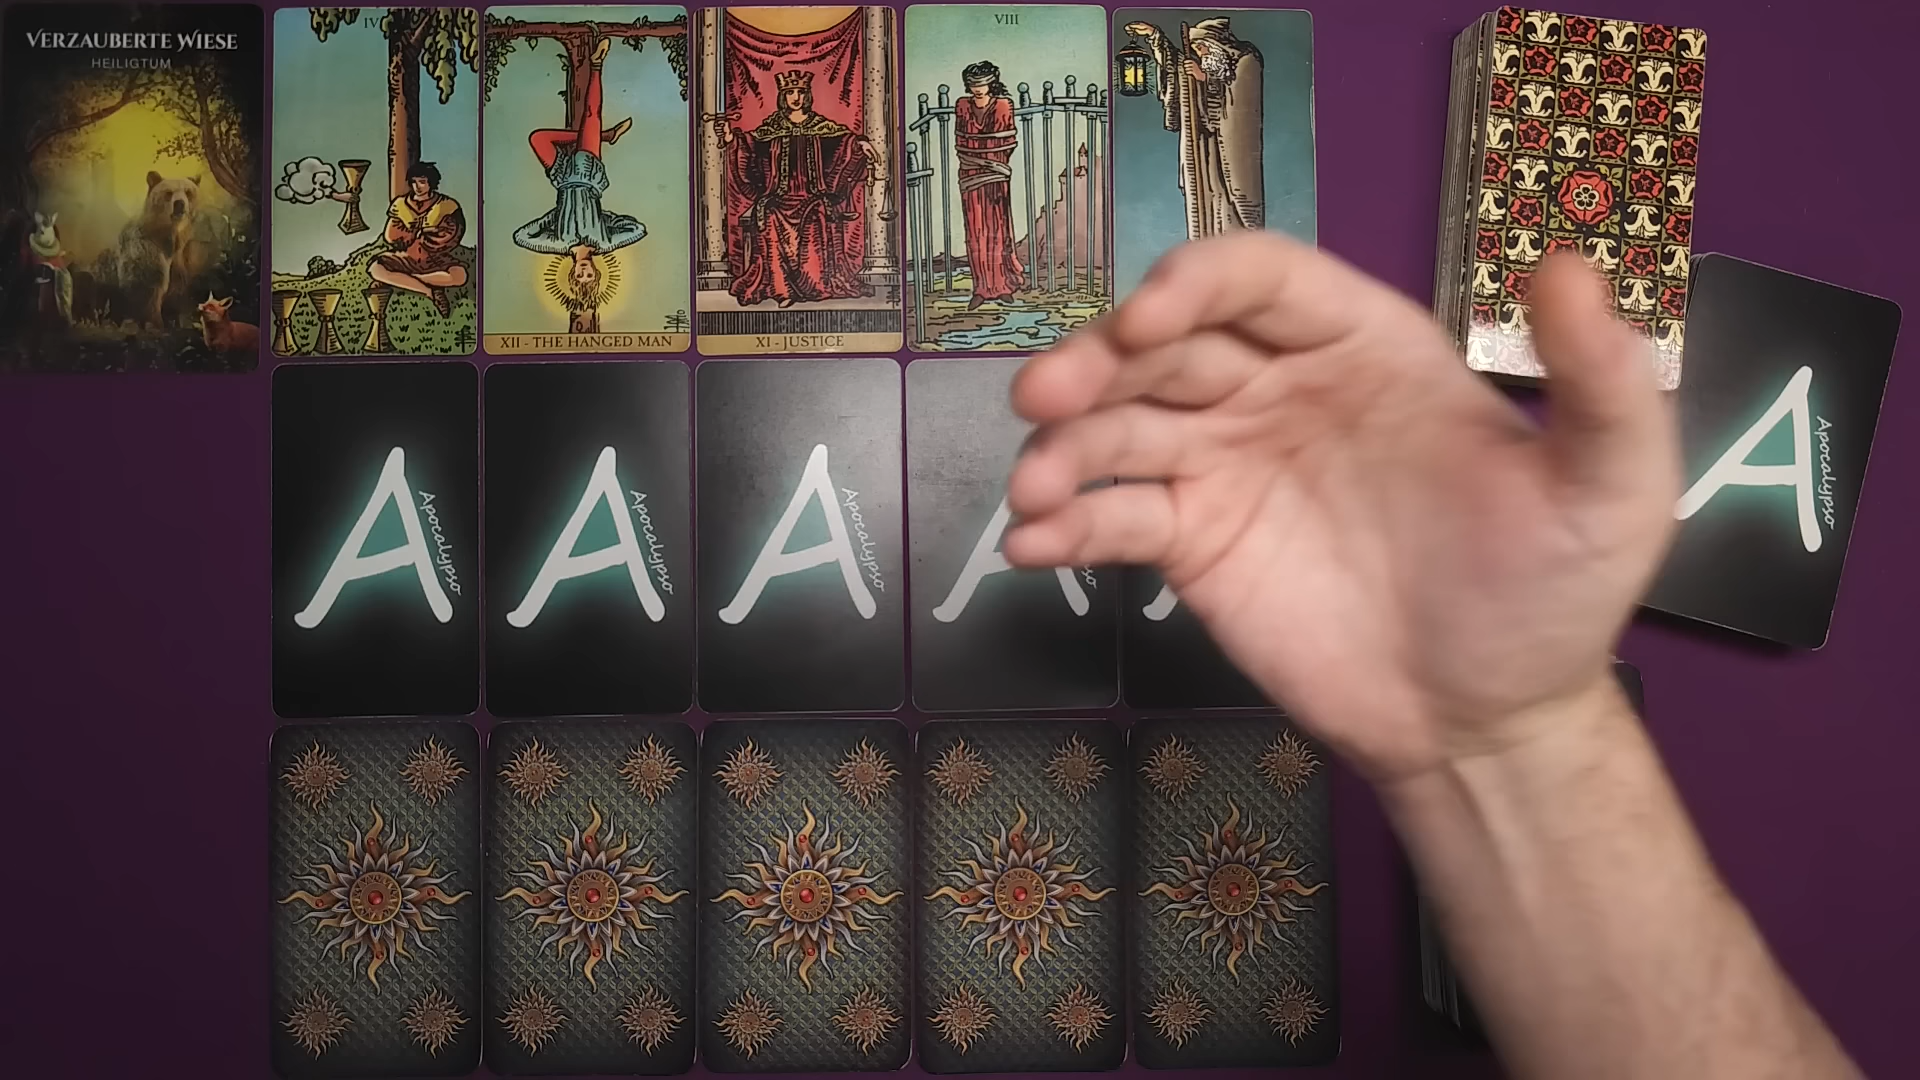 VERZAUBERTE WIESE
HEILIGTUM
IV
XII - THE HANGED MAN
XI - JUSTICE
VIII
A
Apocalypso
A
Apocalypso
A
Apocalypso
A
A
Apocalypso